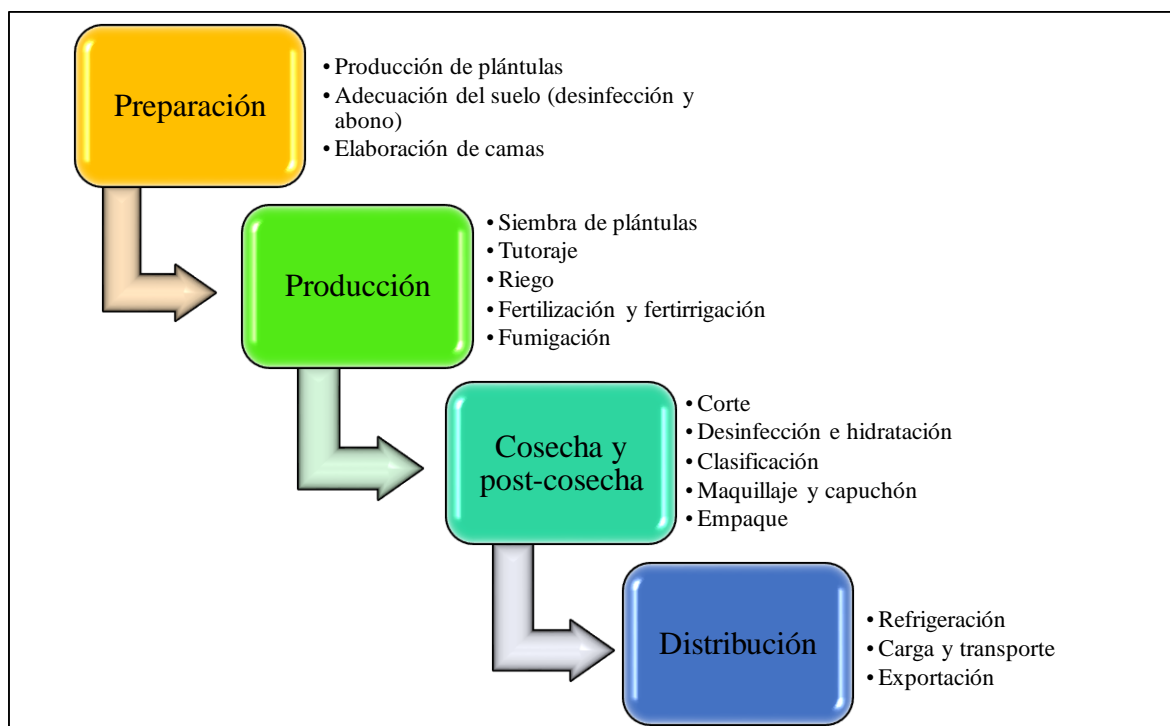 Preparación
• Producción de plántulas
• Adecuación del suelo (desinfección y
abono)
• Elaboración de camas
Producción
• Siembra de plántulas
• Tutoraje
• Riego
• Fertilización y fertirrigación
• Fumigación
Cosecha y
post-cosecha
• Corte
• Desinfección e hidratación
• Clasificación
• Maquillaje y capuchón
• Empaque
Distribución
• Refrigeración
• Carga y transporte
• Exportación